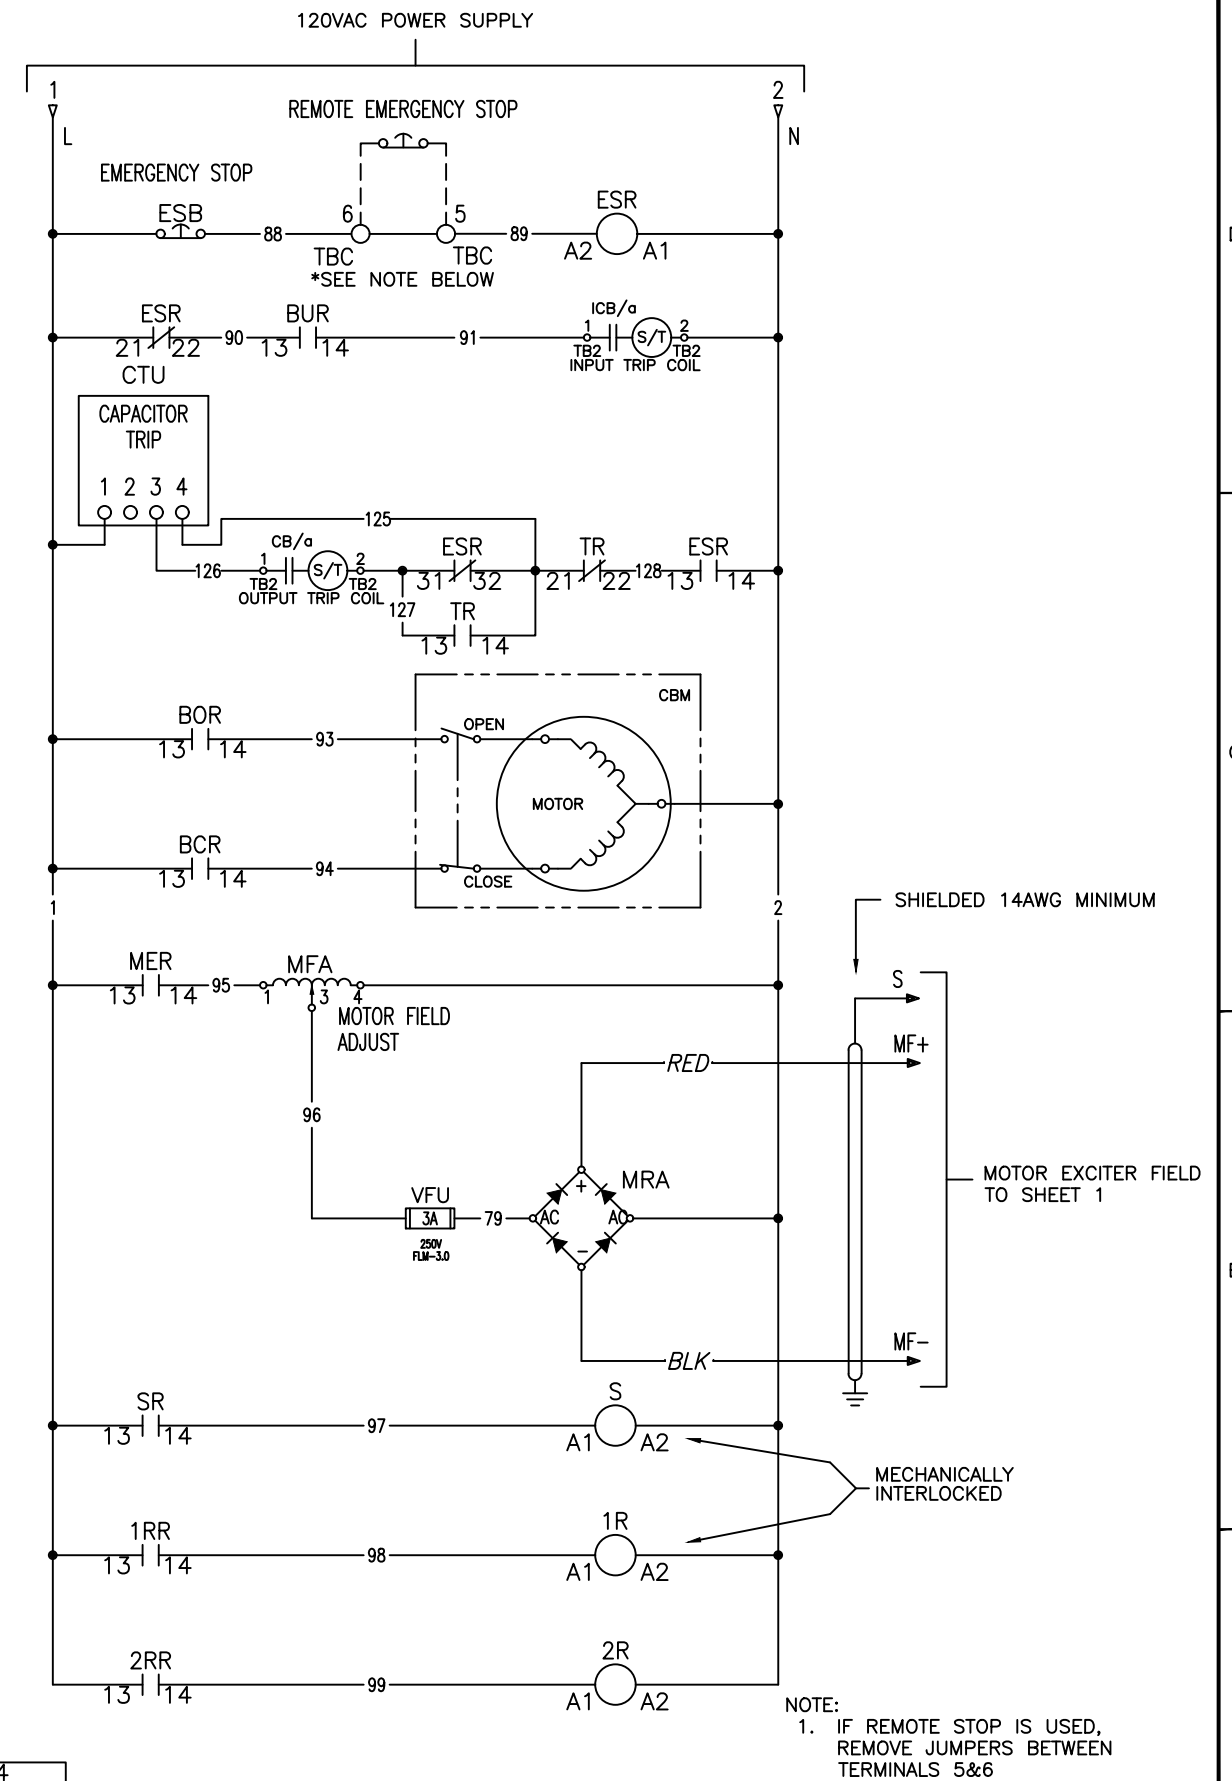 120VAC POWER SUPPLY
1
2
L
N
REMOTE EMERGENCY STOP
EMERGENCY STOP
ESB
88
6
5
89
ESR
TBC
TBC
A2
A1
*SEE NOTE BELOW
ESR
BUR
ICB/a
21
22
90
13
14
91
1
S/T
2
TB2
TB2
INPUT TRIP COIL
CTU
CAPACITOR
TRIP
1 2 3 4
125
CB/a
ESR
TR
ESR
126
1
S/T
2
31
32
21
22
128
13
14
TB2
TB2
OUTPUT TRIP COIL
127
TR
13
14
CBM
BOR
OPEN
13
14
93
MOTOR
BCR
13
14
94
CLOSE
1
2
SHIELDED 14AWG MINIMUM
MER
MFA
13
14
95
1
3
4
S
MOTOR FIELD
ADJUST
MF+
RED
96
MOTOR EXCITER FIELD
TO SHEET 1
MRA
+
VFU
3A
79
AC
AC
250V
FLM-3.0
−
MF−
BLK
SR
S
13
14
97
A1
A2
MECHANICALLY
INTERLOCKED
1RR
1R
13
14
98
A1
A2
2RR
2R
13
14
99
A1
A2
NOTE:
1. IF REMOTE STOP IS USED,
REMOVE JUMPERS BETWEEN
TERMINALS 5&6